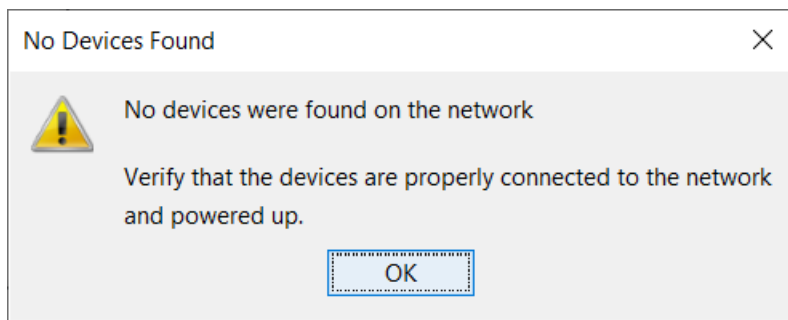 No Devices Found
No devices were found on the network
Verify that the devices are properly connected to the network
and powered up.
OK